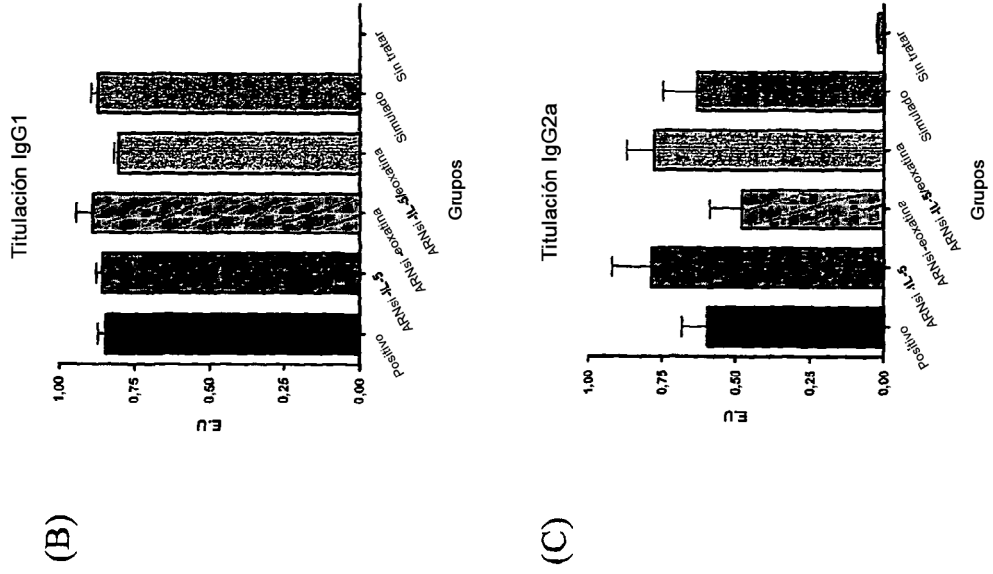 (B)
Titulación IgG1
E.U
1,00
0,75
0,50
0,25
0,00
Positivo
ARNsi-IL-5
ARNsi-eoxatina
ARNsi-IL-5/eoxatina
Simulado
Sin tratar
Grupos
(C)
Titulación IgG2a
E.U
1,00
0,75
0,50
0,25
0,00
Positivo
ARNsi-IL-5
ARNsi-eoxatina
ARNsi-IL-5/eoxatina
Simulado
Sin tratar
Grupos